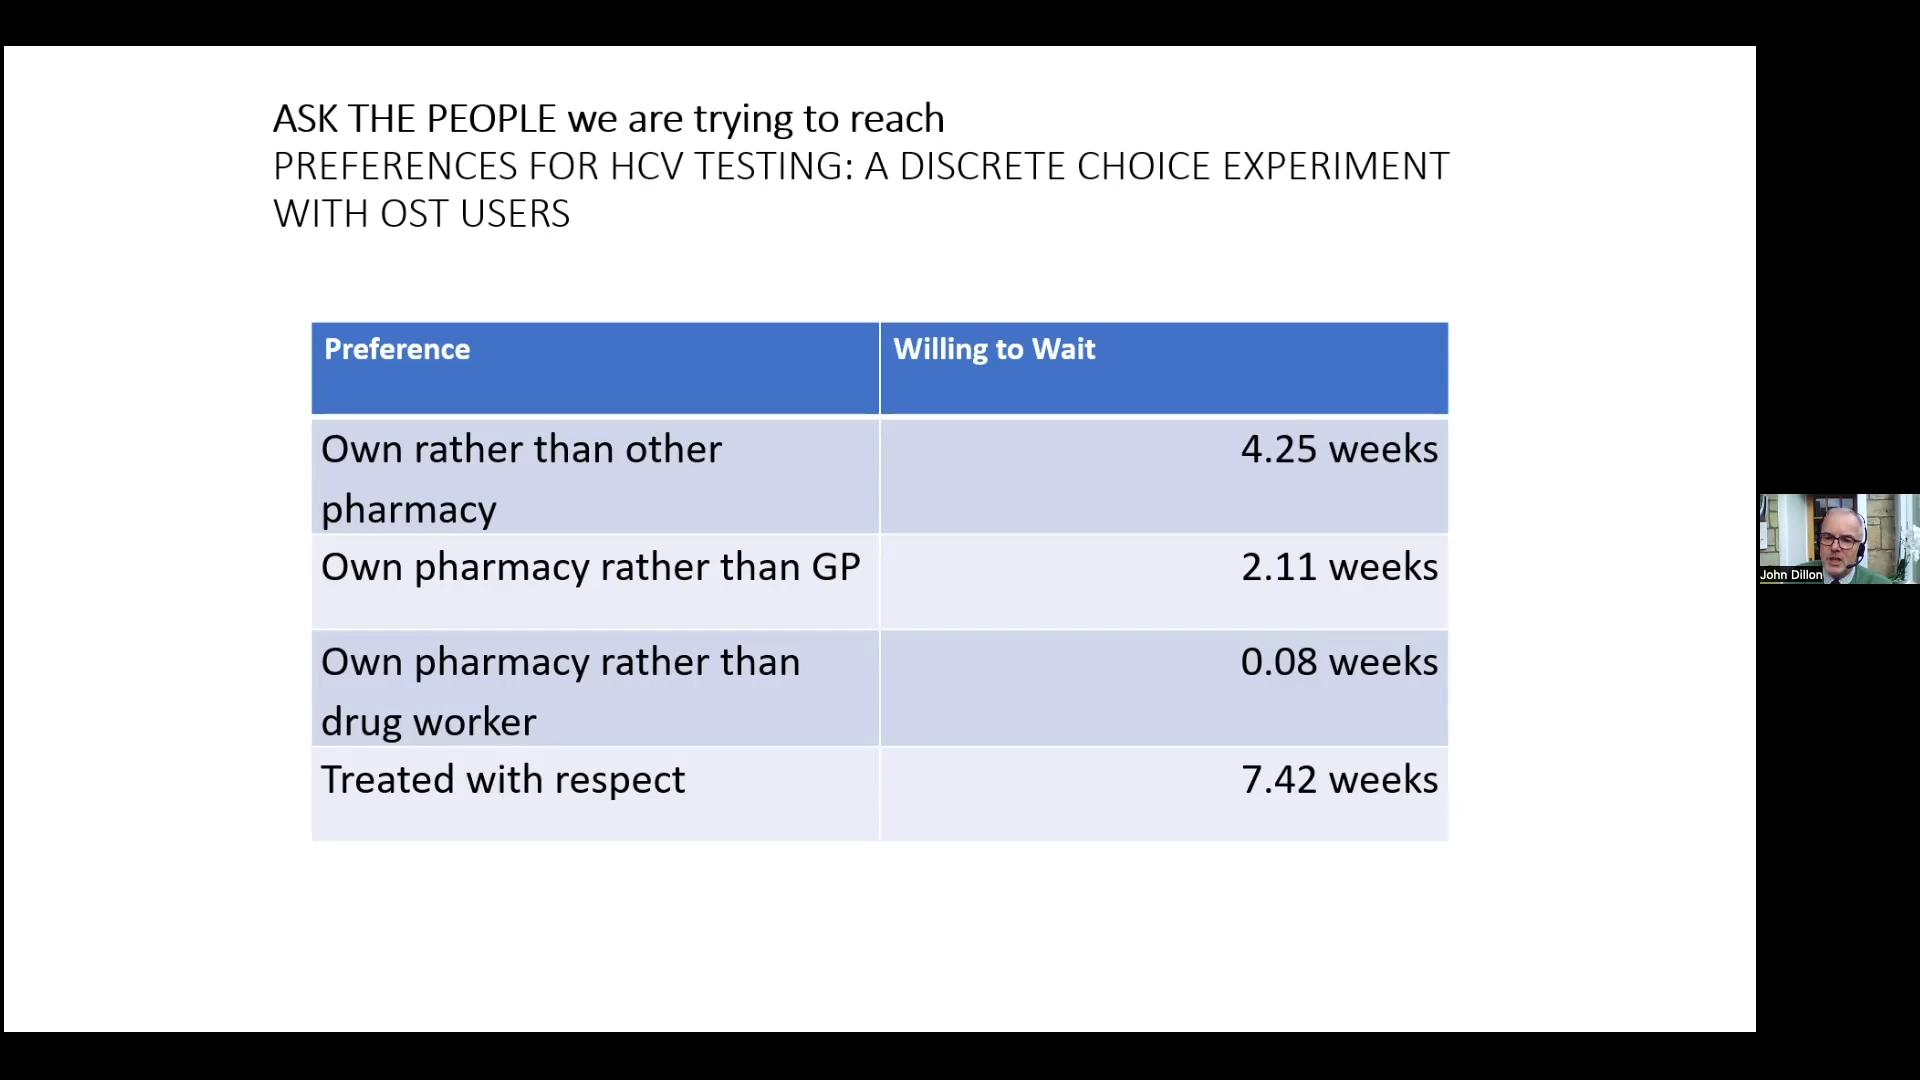 ASK THE PEOPLE we are trying to reach
PREFERENCES FOR HCV TESTING: A DISCRETE CHOICE EXPERIMENT
WITH OST USERS
Preference
Willing to Wait
Own rather than other
pharmacy
4.25 weeks
Own pharmacy rather than GP
2.11 weeks
Own pharmacy rather than
drug worker
0.08 weeks
Treated with respect
7.42 weeks
John Dillon